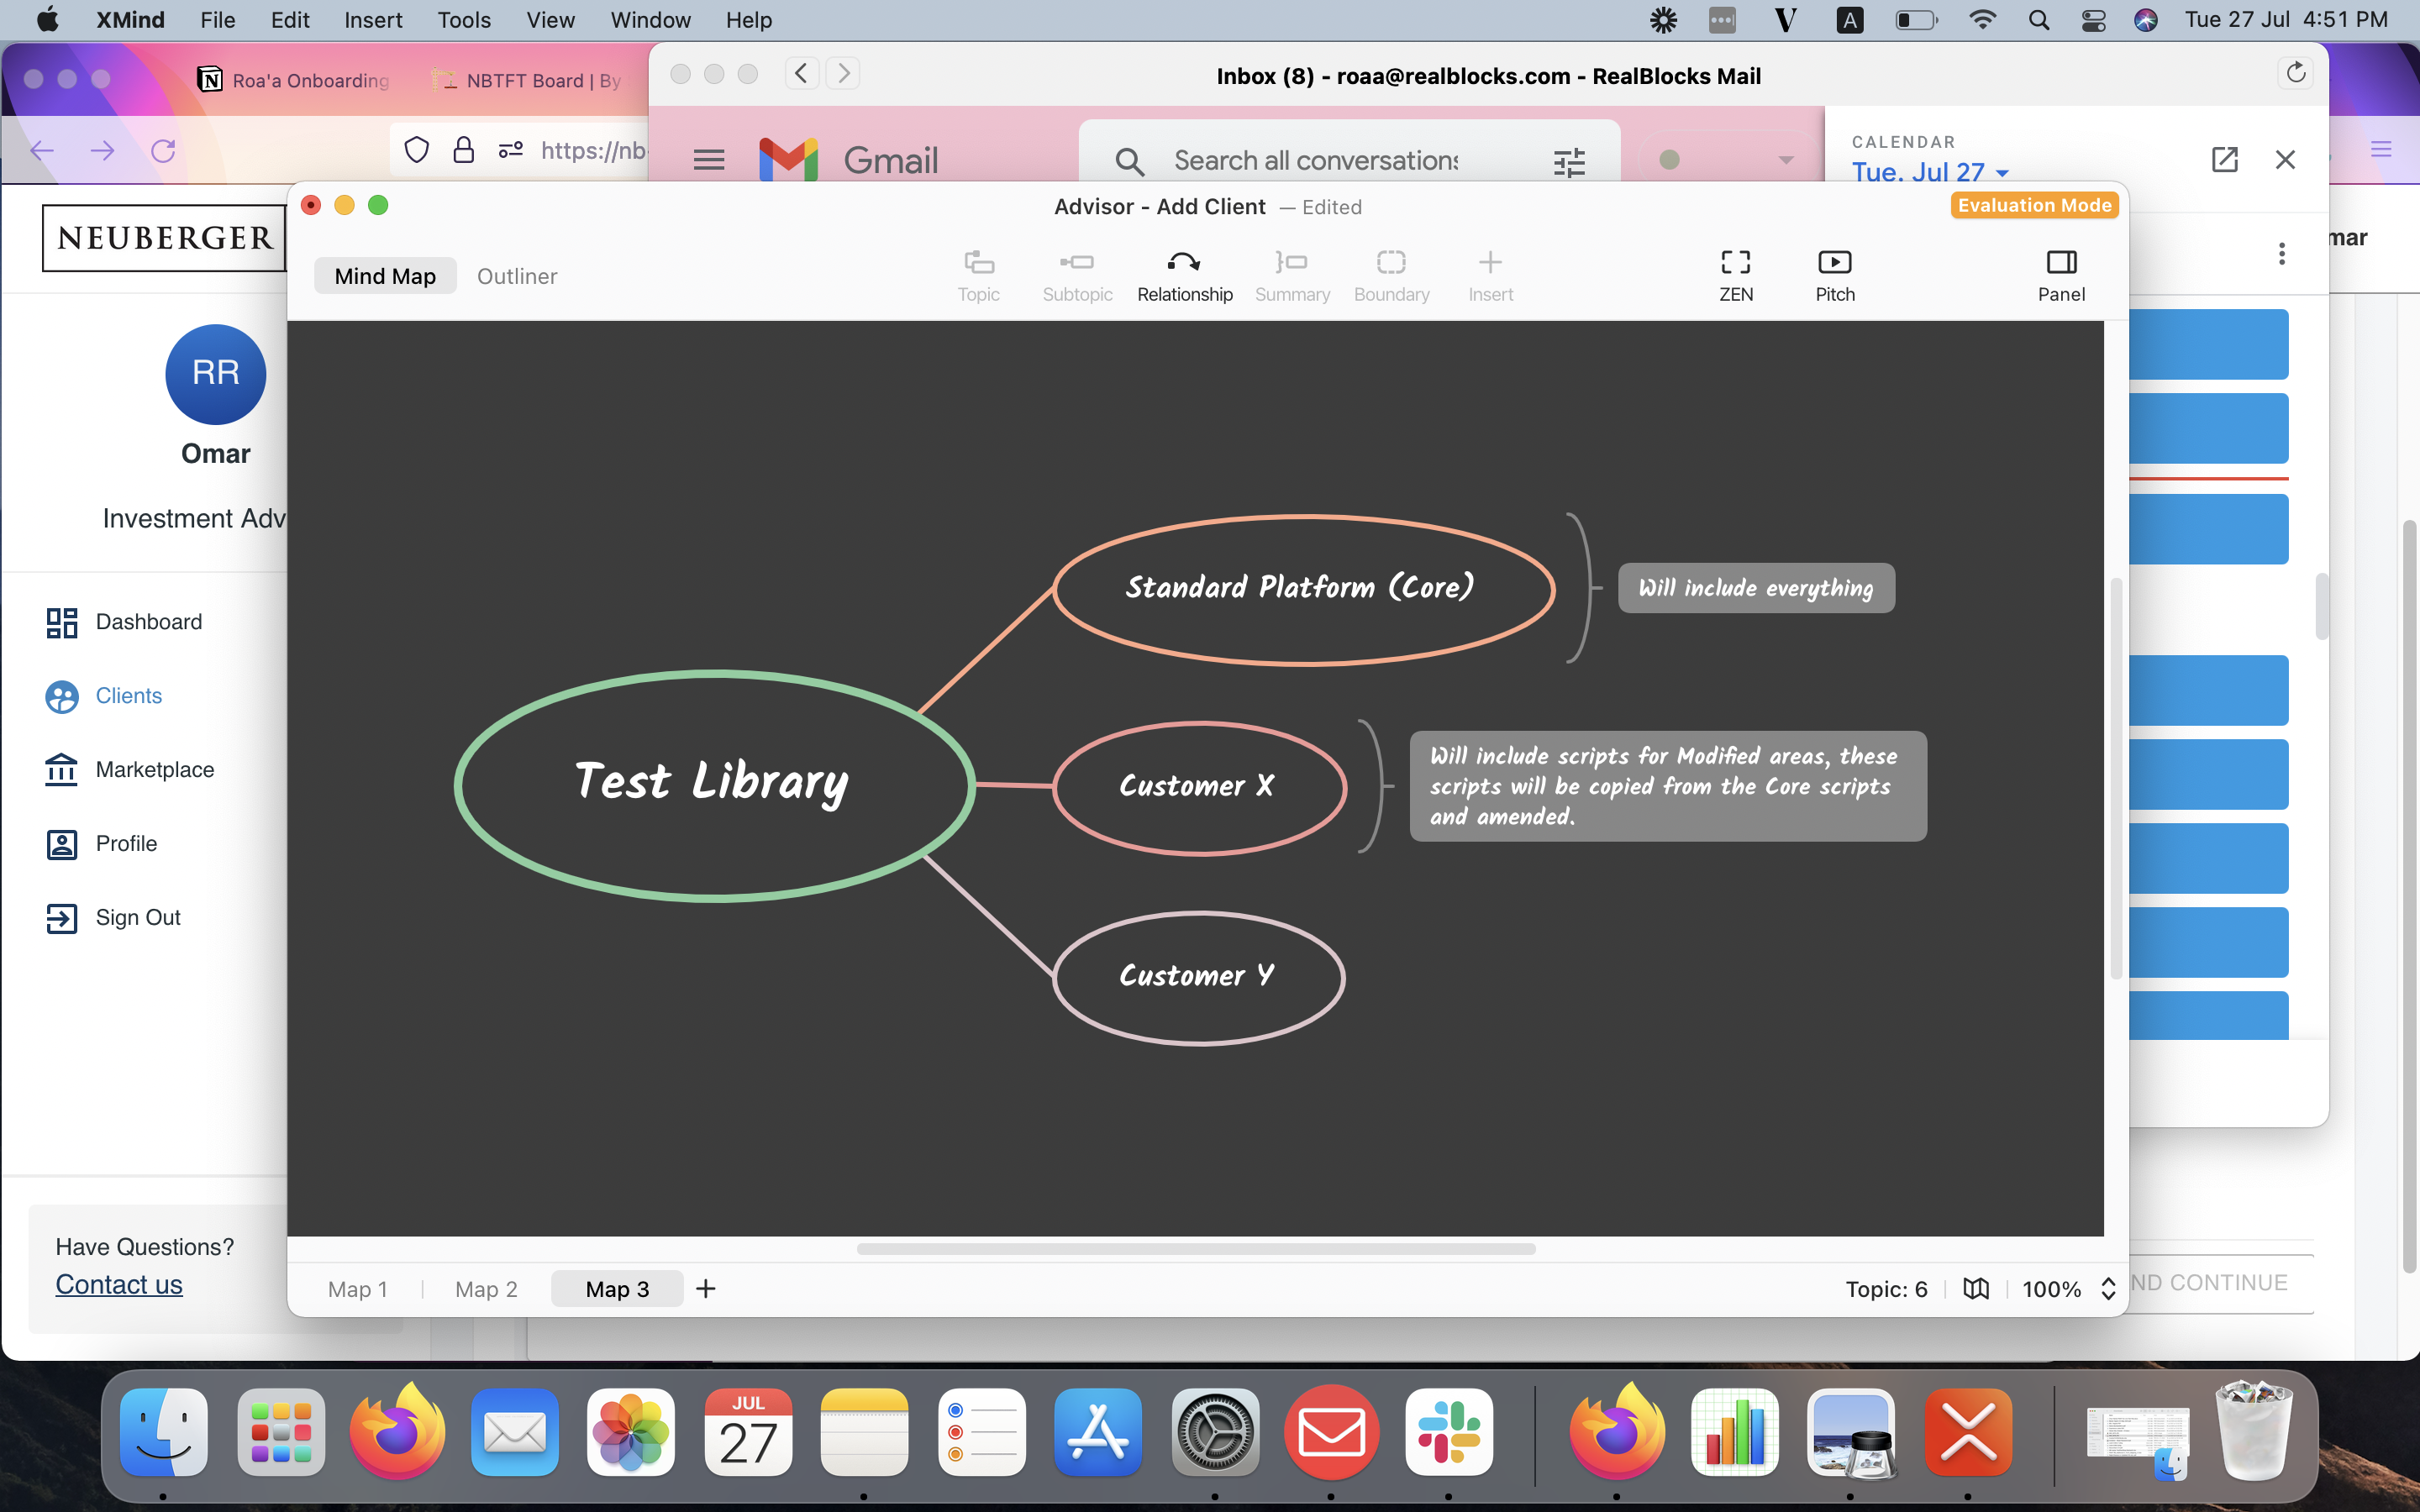 XMind File Edit Insert Tools View Window Help V A Tue 27 Jul 4:51 PM
Roa'a Onboarding
NBTFT Board | By
Inbox (8) - roaa@realblocks.com - RealBlocks Mail
https://nb
Gmail
Search all conversations
CALENDAR
Tue, Jul 27
NEUBERGER
mar
Advisor - Add Client — Edited
Evaluation Mode
Mind Map Outliner
Topic Subtopic Relationship Summary Boundary Insert ZEN Pitch Panel
RR
Omar
Investment Adv
Dashboard
Clients
Marketplace
Profile
Sign Out
Have Questions?
Contact us
Standard Platform (Core)
Will include everything
Test Library
Customer X
Will include scripts for Modified areas, these
scripts will be copied from the Core scripts
and amended.
Customer Y
Map 1 Map 2 Map 3 +
Topic: 6 100%
ND CONTINUE
JUL
27